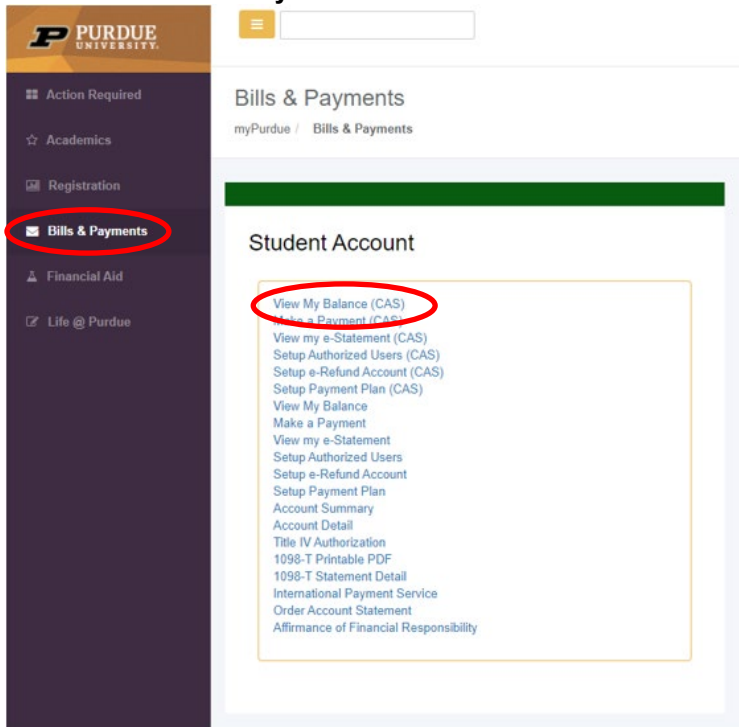 PURDUE
UNIVERSITY.
Action Required
Academics
Registration
Bills & Payments
Financial Aid
Life @ Purdue
Bills & Payments
myPurdue / Bills & Payments
Student Account
View My Balance (CAS)
Make a Payment (CAS)
View my e-Statement (CAS)
Setup Authorized Users (CAS)
Setup e-Refund Account (CAS)
Setup Payment Plan (CAS)
View My Balance
Make a Payment
View my e-Statement
Setup Authorized Users
Setup e-Refund Account
Setup Payment Plan
Account Summary
Account Detail
Title IV Authorization
1098-T Printable PDF
1098-T Statement Detail
International Payment Service
Order Account Statement
Affirmance of Financial Responsibility